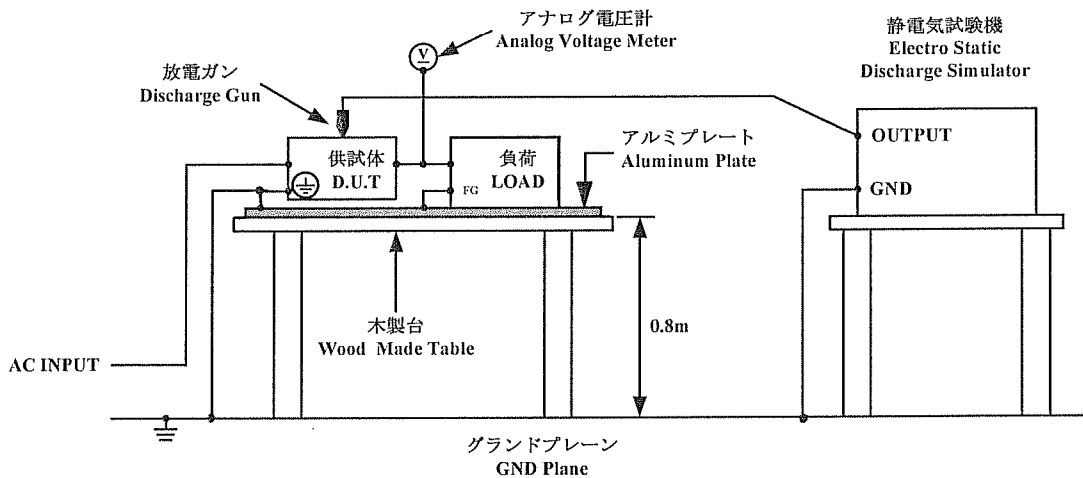 アナログ電圧計
Analog Voltage Meter
静電気試験機
Electro Static
Discharge Simulator
放電ガン
Discharge Gun
V
OUTPUT
GND
供試体
D.U.T
負荷
LOAD
FG
アルミプレート
Aluminum Plate
木製台
Wood Made Table
0.8m
AC INPUT
グランドプレーン
GND Plane